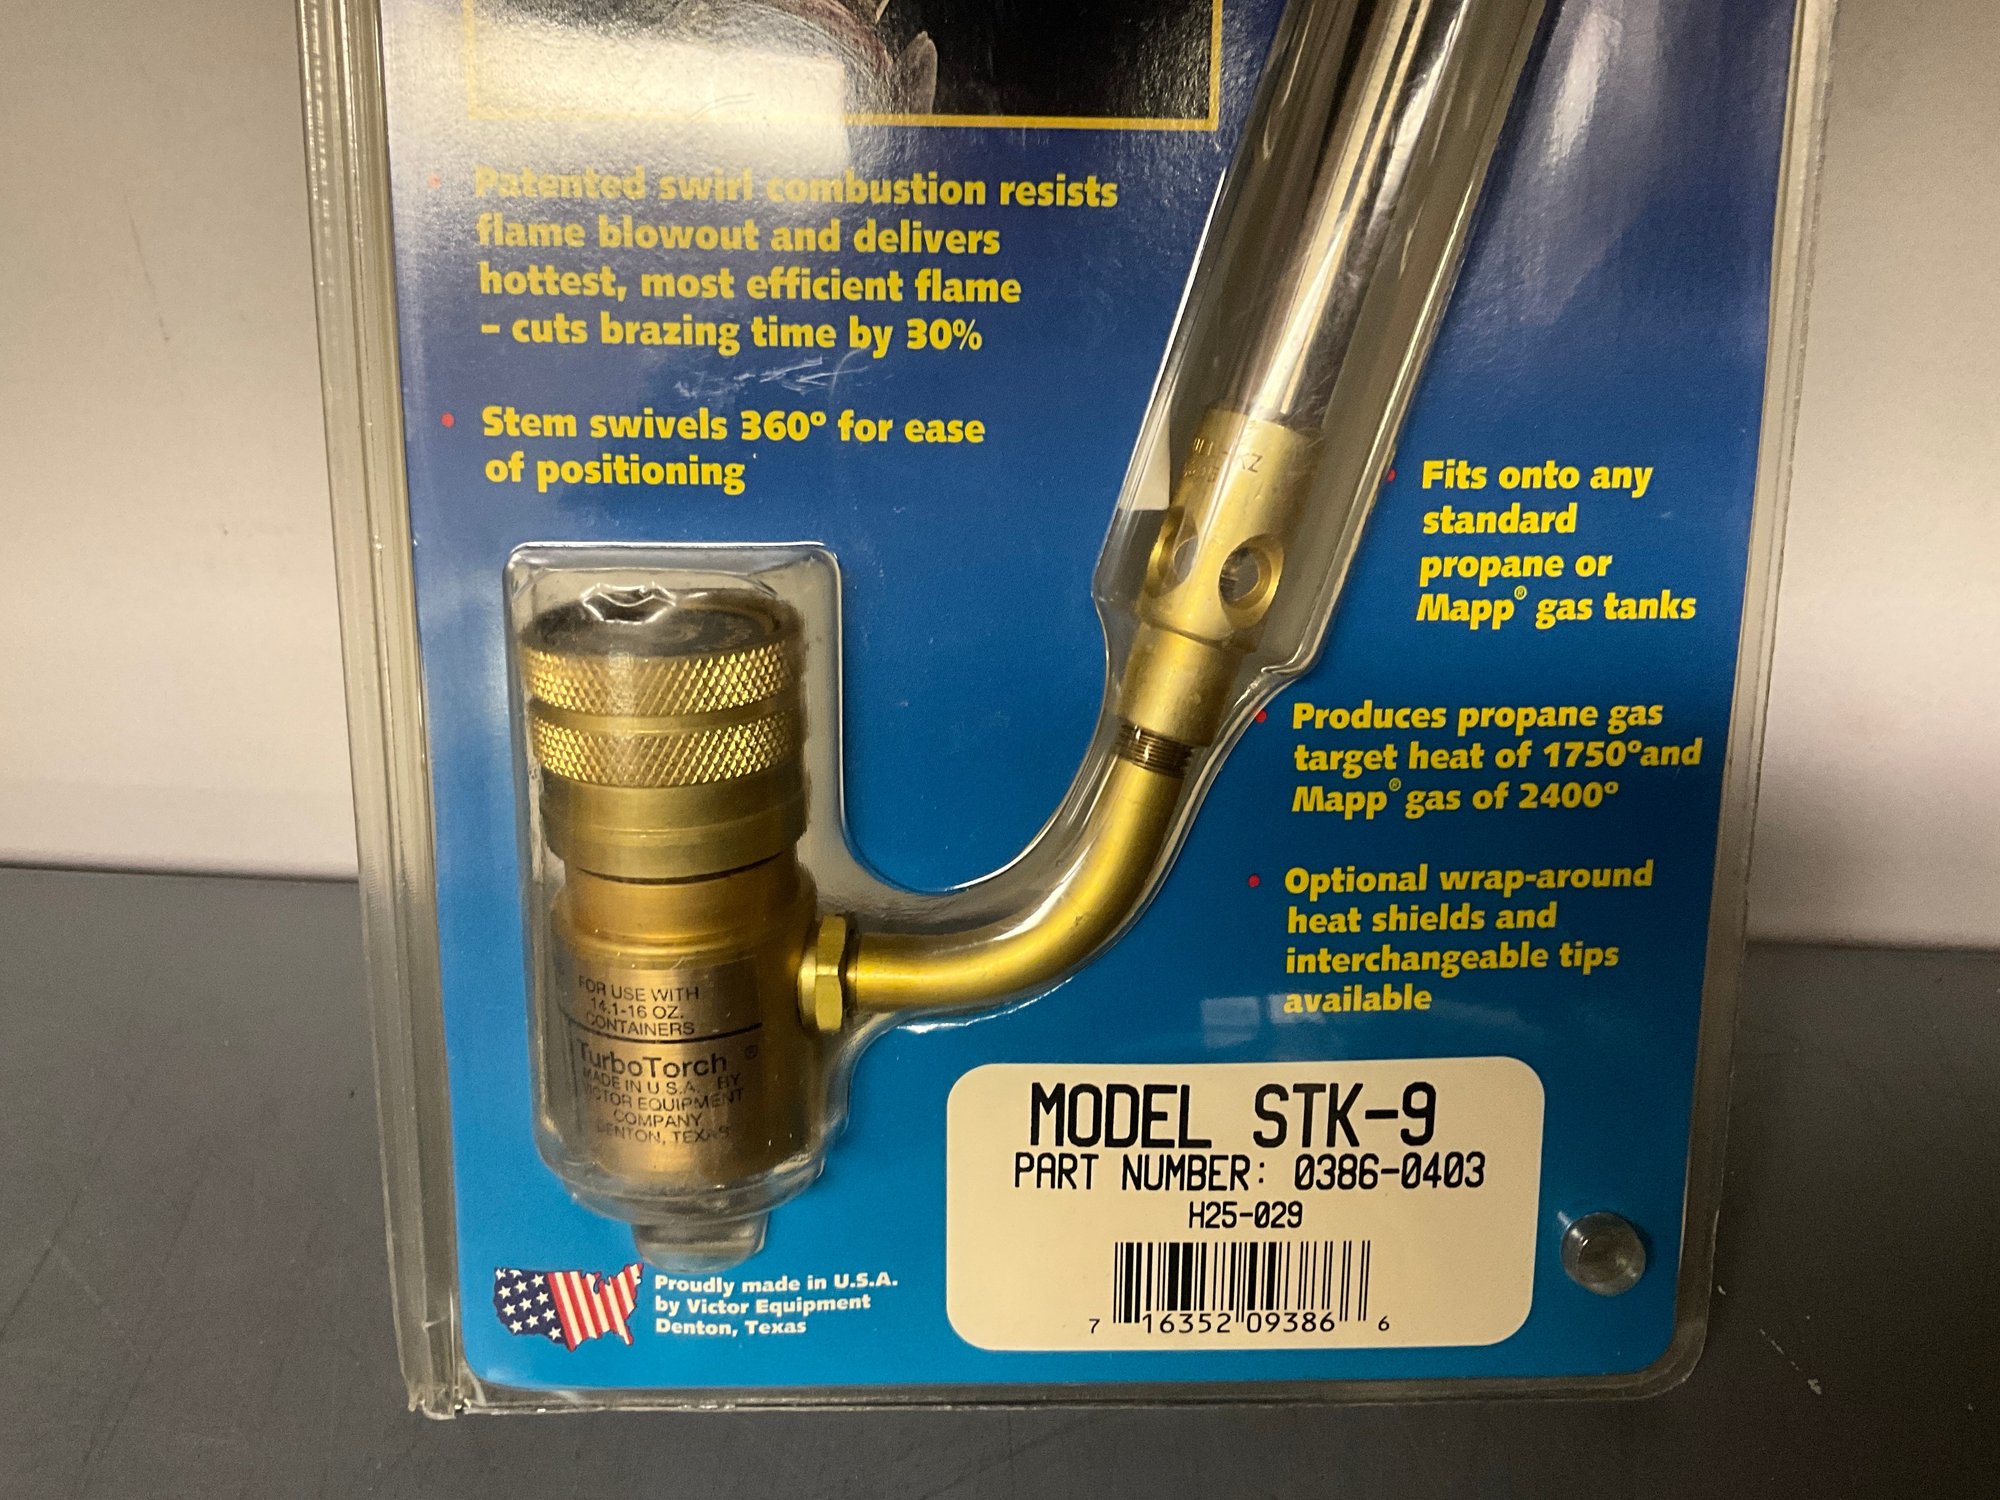 Patented swirl combustion resists
flame blowout and delivers
hottest, most efficient flame
– cuts brazing time by 30%
Stem swivels 360° for ease
of positioning
Fits onto any
standard
propane or
Mapp® gas tanks
Produces propane gas
target heat of 1750°and
Mapp® gas of 2400°
Optional wrap-around
heat shields and
interchangeable tips
available
FOR USE WITH
14.1-16 OZ.
CONTAINERS
TurboTorch ®
MADE IN U.S.A. BY
VICTOR EQUIPMENT
COMPANY
DENTON, TEXAS
MODEL STK-9
PART NUMBER: 0386-0403
H25-029
7 16352 09386 6
Proudly made in U.S.A.
by Victor Equipment
Denton, Texas